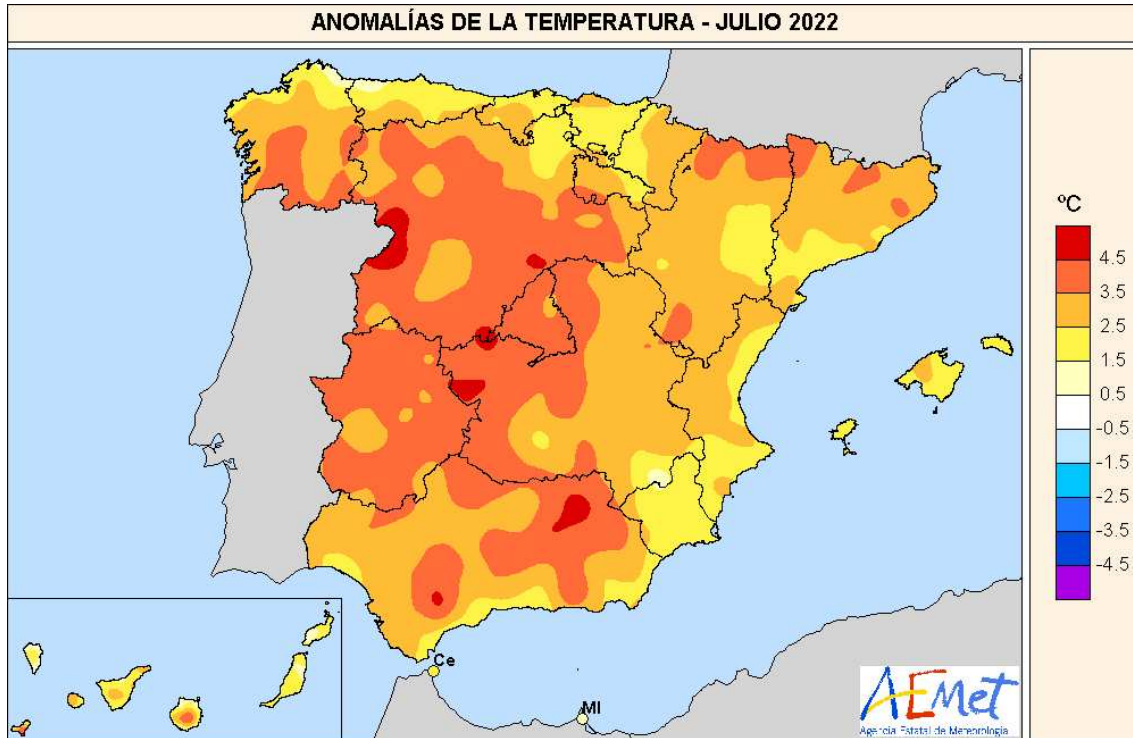 ANOMALÍAS DE LA TEMPERATURA - JULIO 2022
ºC
4.5
3.5
2.5
1.5
0.5
-0.5
-1.5
-2.5
-3.5
-4.5
Ce
Ml
AEMet
Agencia Estatal de Meteorología